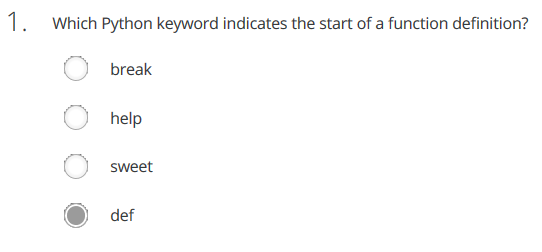 1. Which Python keyword indicates the start of a function definition?
break
help
sweet
def